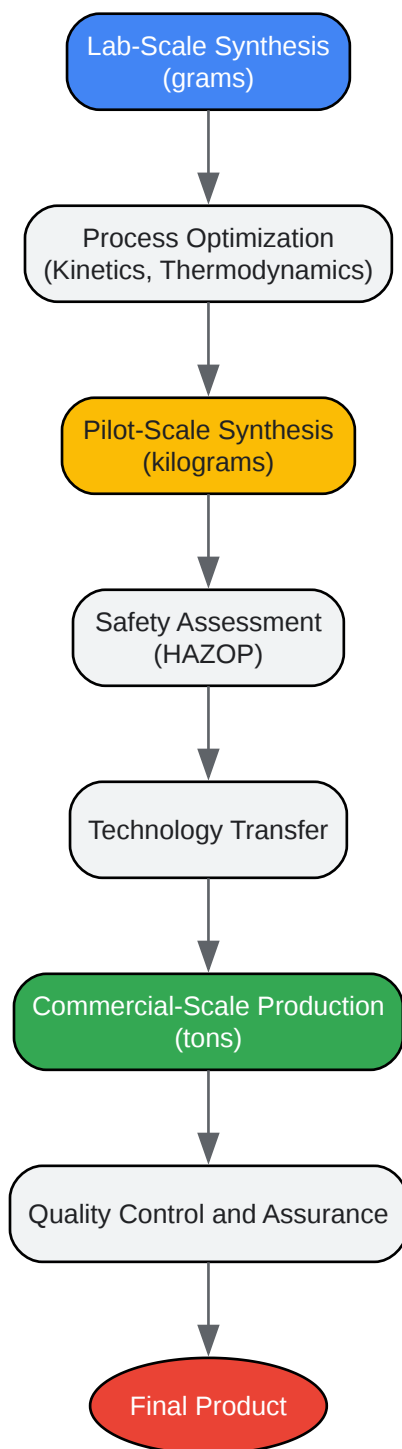 Lab-Scale Synthesis
(grams)
Process Optimization
(Kinetics, Thermodynamics)
Pilot-Scale Synthesis
(kilograms)
Safety Assessment
(HAZOP)
Technology Transfer
Commercial-Scale Production
(tons)
Quality Control and Assurance
Final Product